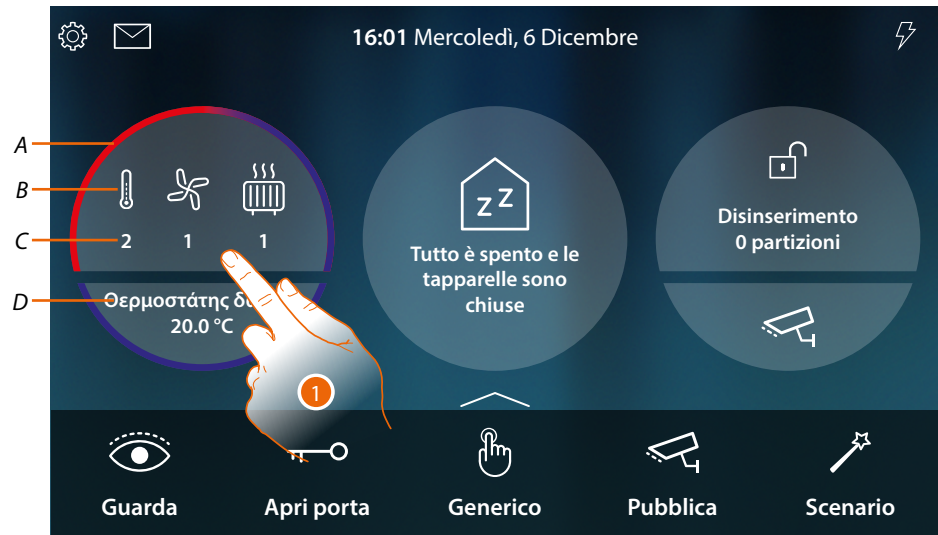 16:01 Mercoledì, 6 Dicembre
A
B
C
D
2 1 1
Θερμοστάτης
20.0 °C
z Z
Tutto è spento e le
tapparelle sono
chiuse
Disinserimento
0 partizioni
1
Guarda
Apri porta
Generico
Pubblica
Scenario